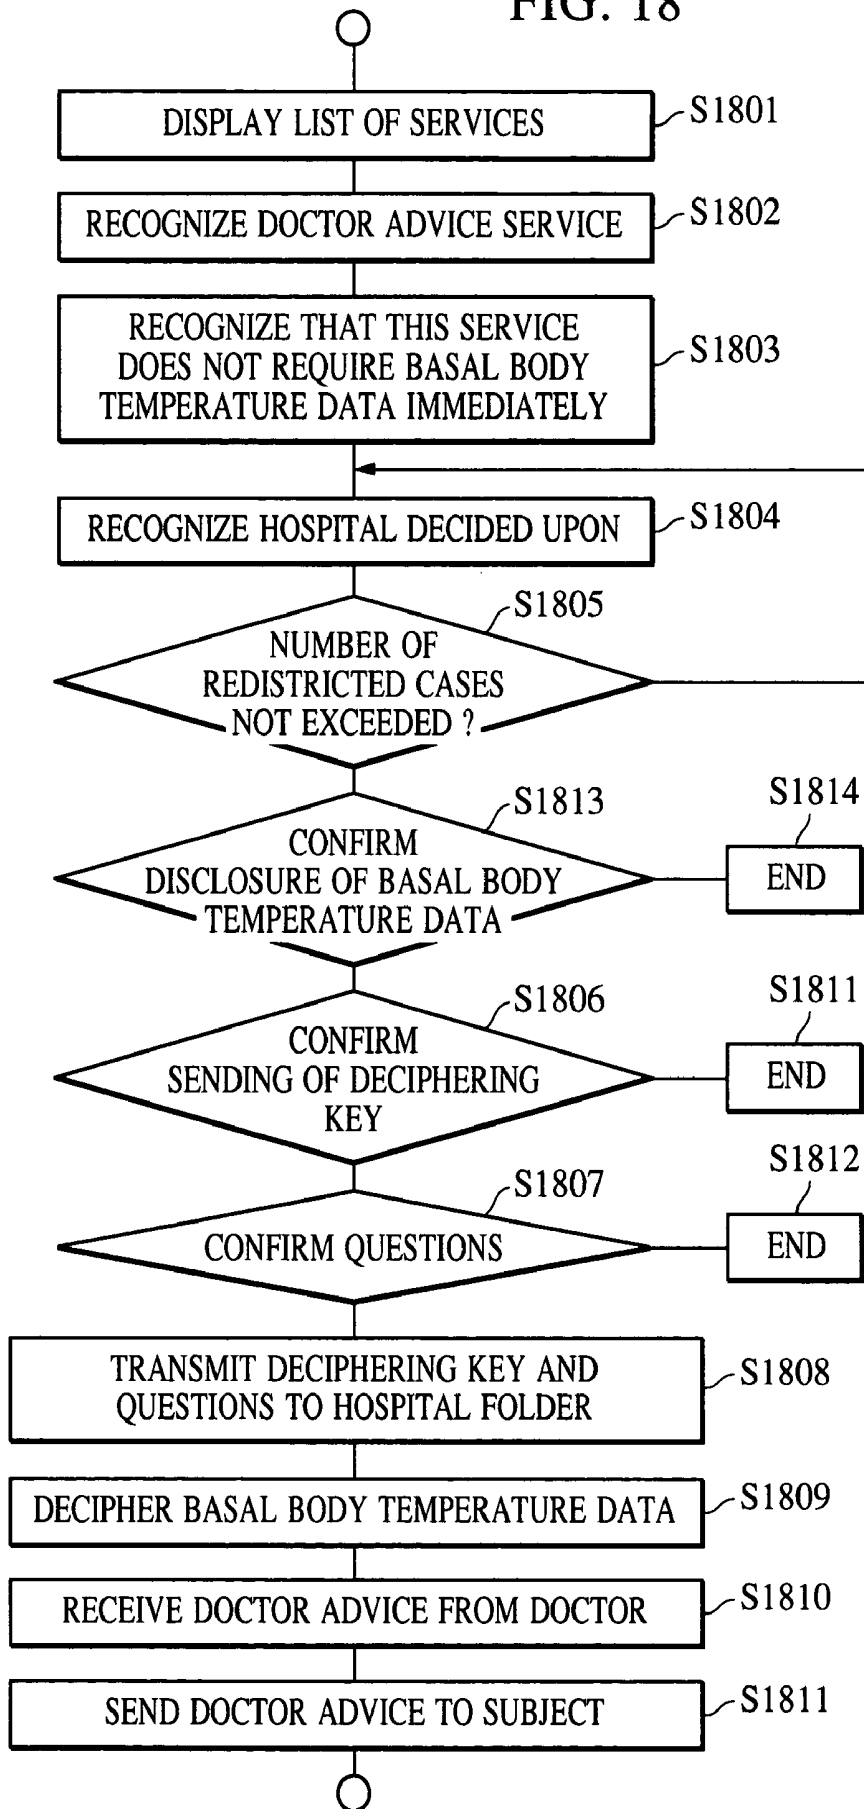 FIG. 18
DISPLAY LIST OF SERVICES
S1801
RECOGNIZE DOCTOR ADVICE SERVICE
S1802
RECOGNIZE THAT THIS SERVICE
DOES NOT REQUIRE BASAL BODY
TEMPERATURE DATA IMMEDIATELY
S1803
RECOGNIZE HOSPITAL DECIDED UPON
S1804
S1805
NUMBER OF
REDISTRICTED CASES
NOT EXCEEDED ?
S1813
CONFIRM
DISCLOSURE OF BASAL BODY
TEMPERATURE DATA
S1814
END
S1806
CONFIRM
SENDING OF DECIPHERING
KEY
S1811
END
S1807
CONFIRM QUESTIONS
S1812
END
TRANSMIT DECIPHERING KEY AND
QUESTIONS TO HOSPITAL FOLDER
S1808
DECIPHER BASAL BODY TEMPERATURE DATA
S1809
RECEIVE DOCTOR ADVICE FROM DOCTOR
S1810
SEND DOCTOR ADVICE TO SUBJECT
S1811